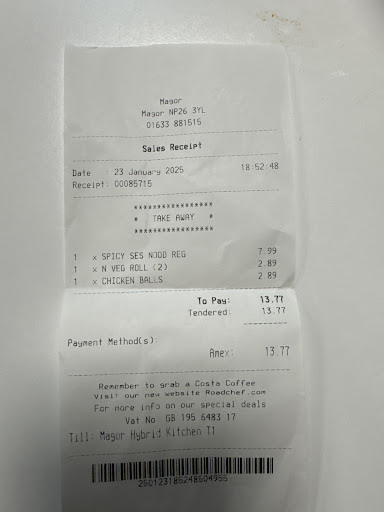 Magor
Magor NP26 3YL
01633 881515
Sales Receipt
Date : 23 January 2025 18:52:48
Receipt: 00085715
*****************
* TAKE AWAY *
*****************
1 x SPICY SES NOOD REG 7.99
1 x N VEG ROLL (2) 2.89
1 x CHICKEN BALLS 2.89
To Pay: 13.77
Tendered: 13.77
Payment Method(s):
Amex: 13.77
Remember to grab a Costa Coffee
Visit our new website Roadchef.com
For more info on our special deals
Vat No GB 195 6483 17
Till: Magor Hybrid Kitchen T1